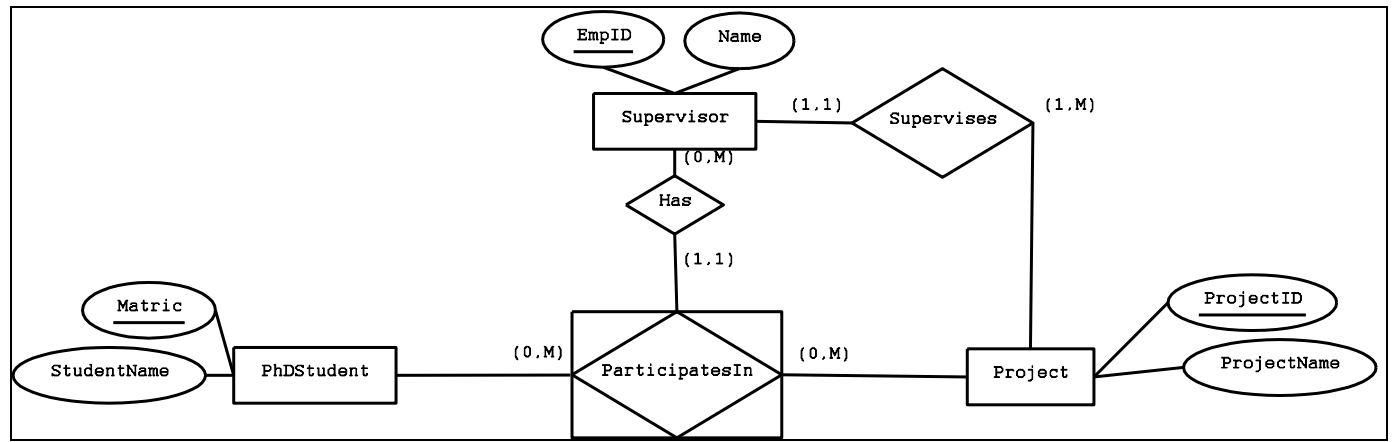 EmpID
Name
Supervisor
(1,1)
Supervises
(1,M)
(0,M)
Has
(1,1)
Matric
ProjectID
StudentName
PhDStudent
(0,M)
ParticipatesIn
(0,M)
Project
ProjectName